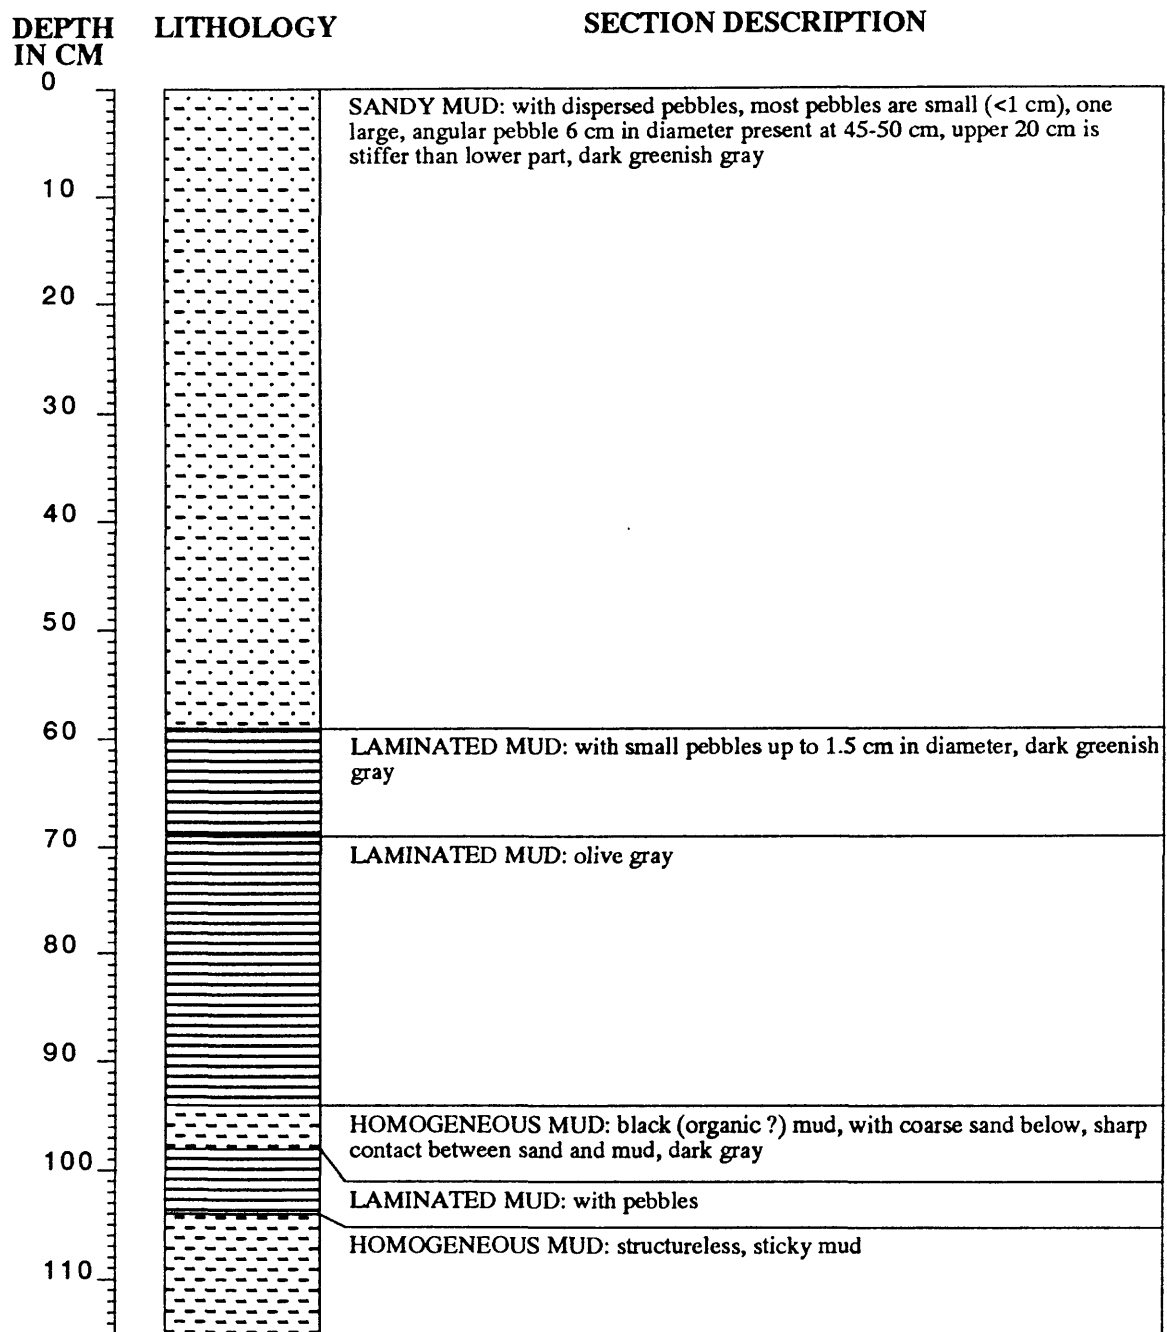 DEPTH LITHOLOGY SECTION DESCRIPTION
IN CM
0
SANDY MUD: with dispersed pebbles, most pebbles are small (<1 cm), one
large, angular pebble 6 cm in diameter present at 45-50 cm, upper 20 cm is
stiffer than lower part, dark greenish gray
10
20
30
40
50
60
LAMINATED MUD: with small pebbles up to 1.5 cm in diameter, dark greenish
gray
70
LAMINATED MUD: olive gray
80
90
HOMOGENEOUS MUD: black (organic ?) mud, with coarse sand below, sharp
contact between sand and mud, dark gray
100
LAMINATED MUD: with pebbles
HOMOGENEOUS MUD: structureless, sticky mud
110